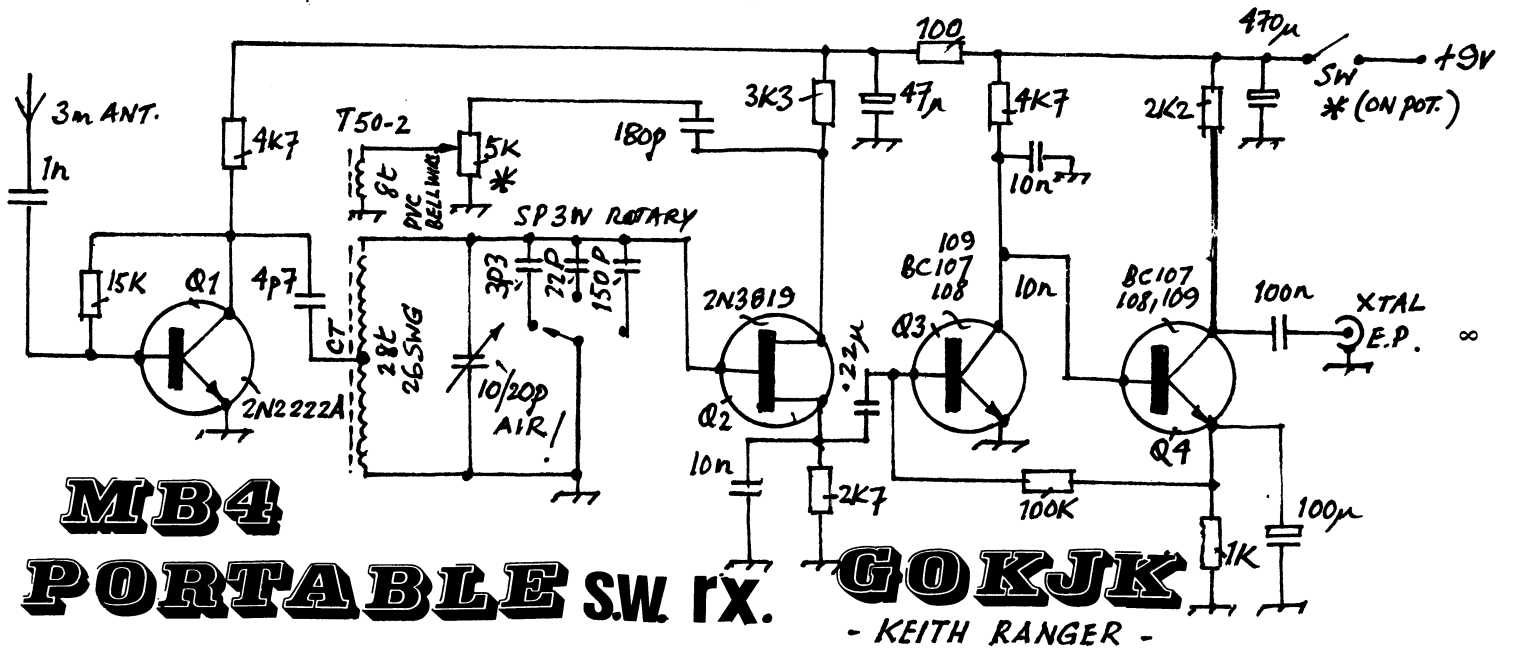 100
470µ
+9v
SW
* (ON POT.)
3m ANT.
1n
4K7
T50-2
8t
PVC
BELLWIRE
5K
*
180p
3K3
47µ
4K7
10n
2K2
SP3W ROTARY
15K
Q1
4p7
CT
28t
26SWG
3p3
22P
150P
10/20p
AIR!
2N2222A
2N3819
Q2
.22µ
109
BC107
108
Q3
10n
BC107
108,109
Q4
100n
XTAL
E.P.
∞
10n
2K7
100K
1K
100µ
MB4
PORTABLE S.W. rx.
GOKJK
- KEITH RANGER -